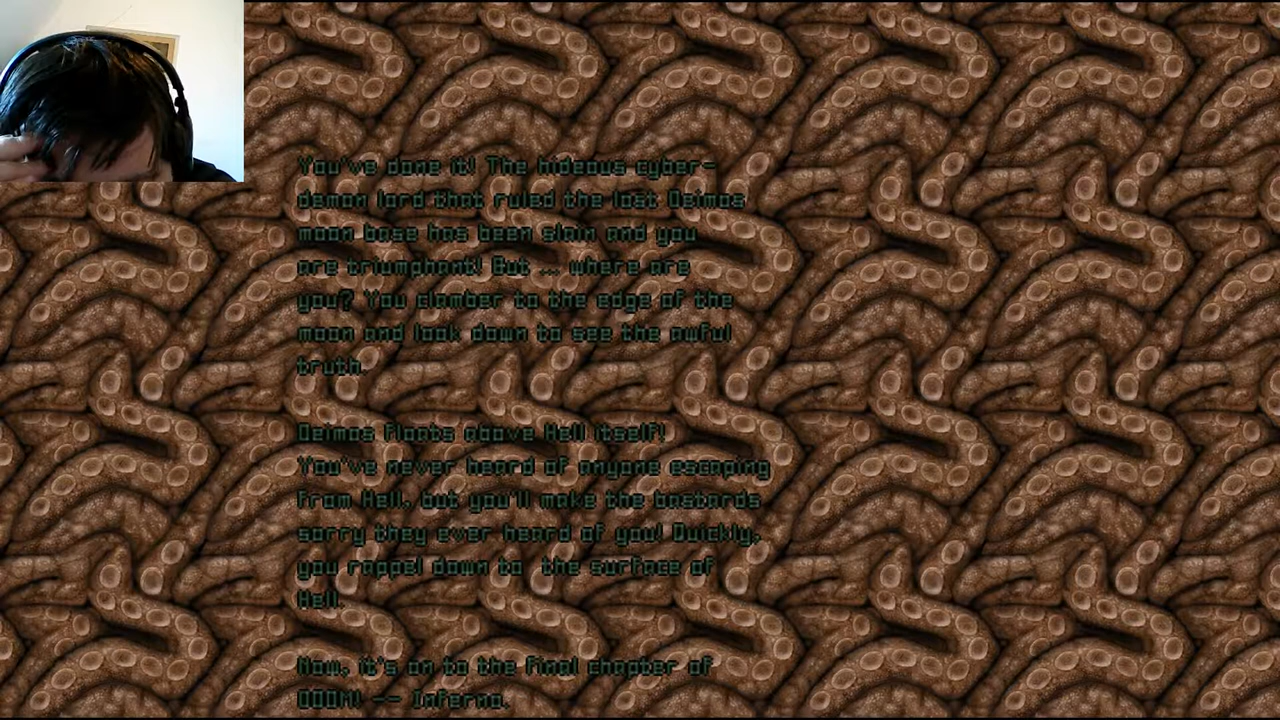 You've done it! The hideous cyber-
demon lord that ruled the lost Deimos
moon base has been slain and you
are triumphant! But ... where are
you? You clamber to the edge of the
moon and look down to see the awful
truth.
Deimos floats above Hell itself!
You've never heard of anyone escaping
from Hell, but you'll make the bastards
sorry they ever heard of you! Quickly,
you rappel down to  the surface of
Hell.
Now, it's on to the final chapter of
DOOM! -- Inferno.